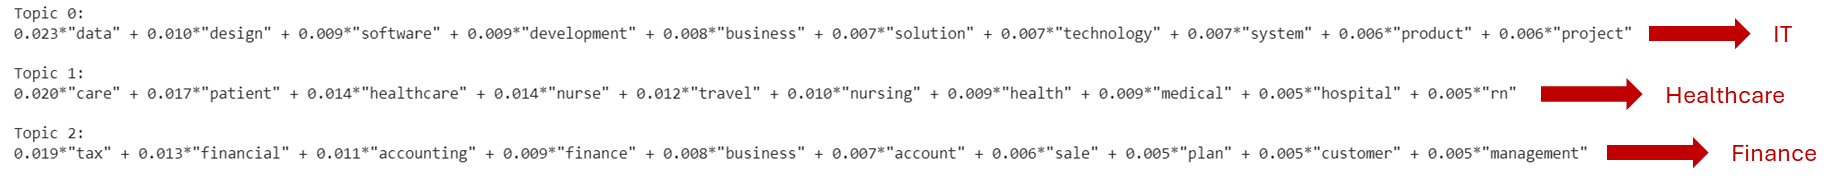 Topic 0:
0.023*"data" + 0.010*"design" + 0.009*"software" + 0.009*"development" + 0.008*"business" + 0.007*"solution" + 0.007*"technology" + 0.007*"system" + 0.006*"product" + 0.006*"project" IT
Topic 1:
0.020*"care" + 0.017*"patient" + 0.014*"healthcare" + 0.014*"nurse" + 0.012*"travel" + 0.010*"nursing" + 0.009*"health" + 0.009*"medical" + 0.005*"hospital" + 0.005*"rn" Healthcare
Topic 2:
0.019*"tax" + 0.013*"financial" + 0.011*"accounting" + 0.009*"finance" + 0.008*"business" + 0.007*"account" + 0.006*"sale" + 0.005*"plan" + 0.005*"customer" + 0.005*"management" Finance